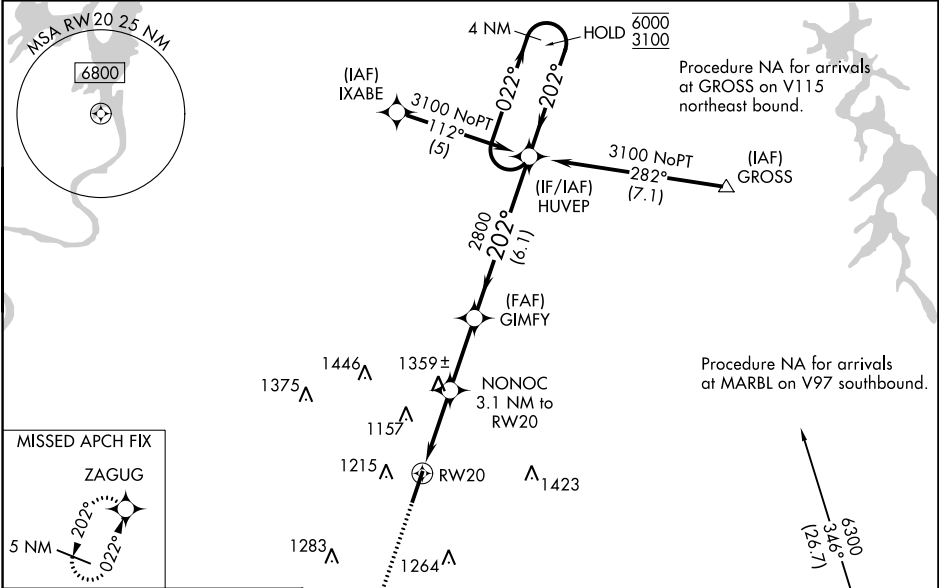 MSA RW20 25 NM
6800
4 NM
HOLD
6000
3100
022°
202°
Procedure NA for arrivals
at GROSS on V115
northeast bound.
(IAF)
IXABE
3100 NoPT
112°
(5)
3100 NoPT
282°
(7.1)
(IAF)
GROSS
(IF/IAF)
HUVEP
2800
202°
(6.1)
(FAF)
GIMFY
1446
1359 ±
1375
NONOC
3.1 NM to
RW20
1157
Procedure NA for arrivals
at MARBL on V97 southbound.
1215
RW20
1423
1283
1264
MISSED APCH FIX
ZAGUG
202°
022°
5 NM
6300
346°
(26.7)